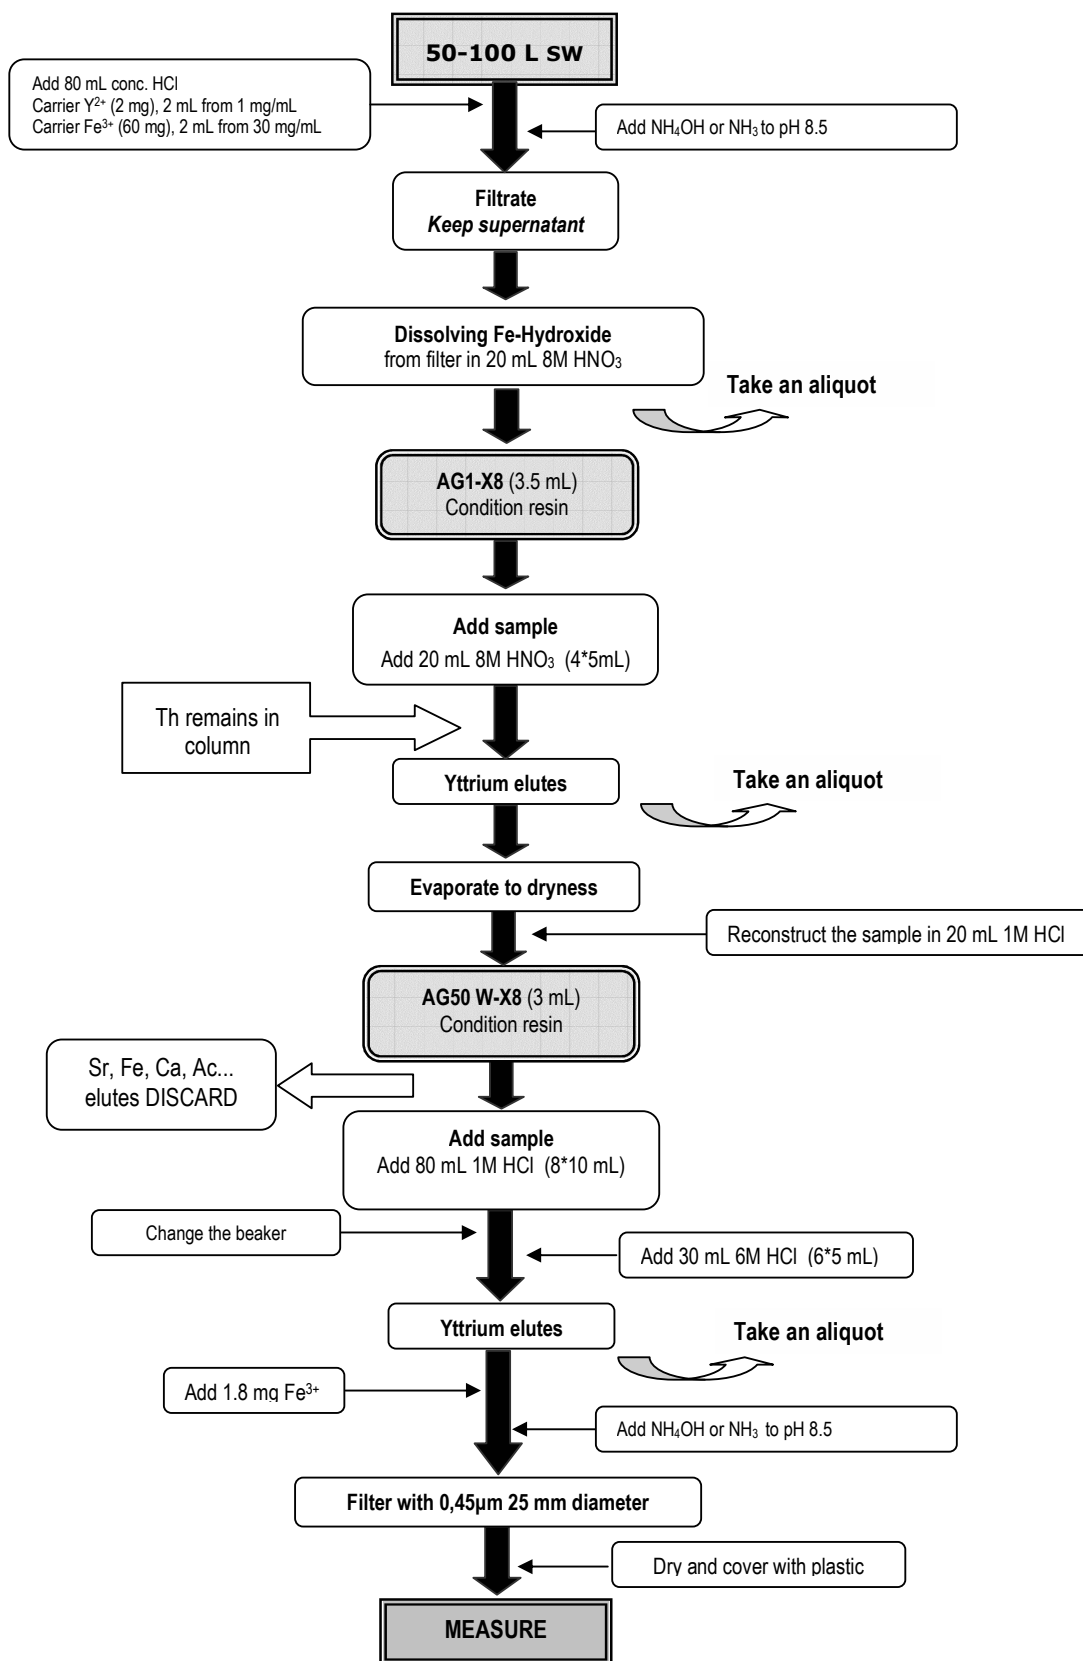 50-100 L SW
Add 80 mL conc. HCl
Carrier Y²⁺ (2 mg), 2 mL from 1 mg/mL
Carrier Fe³⁺ (60 mg), 2 mL from 30 mg/mL
Add NH₄OH or NH₃ to pH 8.5
Filtrate
Keep supernatant
Dissolving Fe-Hydroxide
from filter in 20 mL 8M HNO₃
Take an aliquot
AG1-X8 (3.5 mL)
Condition resin
Add sample
Add 20 mL 8M HNO₃ (4*5mL)
Th remains in
column
Yttrium elutes
Take an aliquot
Evaporate to dryness
Reconstruct the sample in 20 mL 1M HCl
AG50 W-X8 (3 mL)
Condition resin
Sr, Fe, Ca, Ac...
elutes DISCARD
Add sample
Add 80 mL 1M HCl (8*10 mL)
Change the beaker
Add 30 mL 6M HCl (6*5 mL)
Yttrium elutes
Take an aliquot
Add 1.8 mg Fe³⁺
Add NH₄OH or NH₃ to pH 8.5
Filter with 0,45µm 25 mm diameter
Dry and cover with plastic
MEASURE